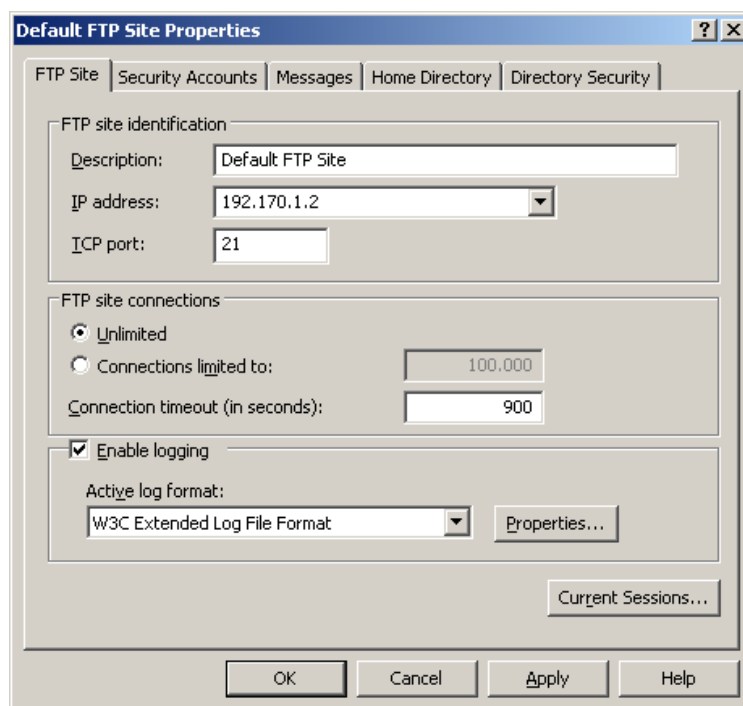 Default FTP Site Properties
FTP Site Security Accounts Messages Home Directory Directory Security
FTP site identification
Description: Default FTP Site
IP address: 192.170.1.2
TCP port: 21
FTP site connections
Unlimited
Connections limited to: 100.000
Connection timeout (in seconds): 900
Enable logging
Active log format:
W3C Extended Log File Format Properties...
Current Sessions...
OK Cancel Apply Help